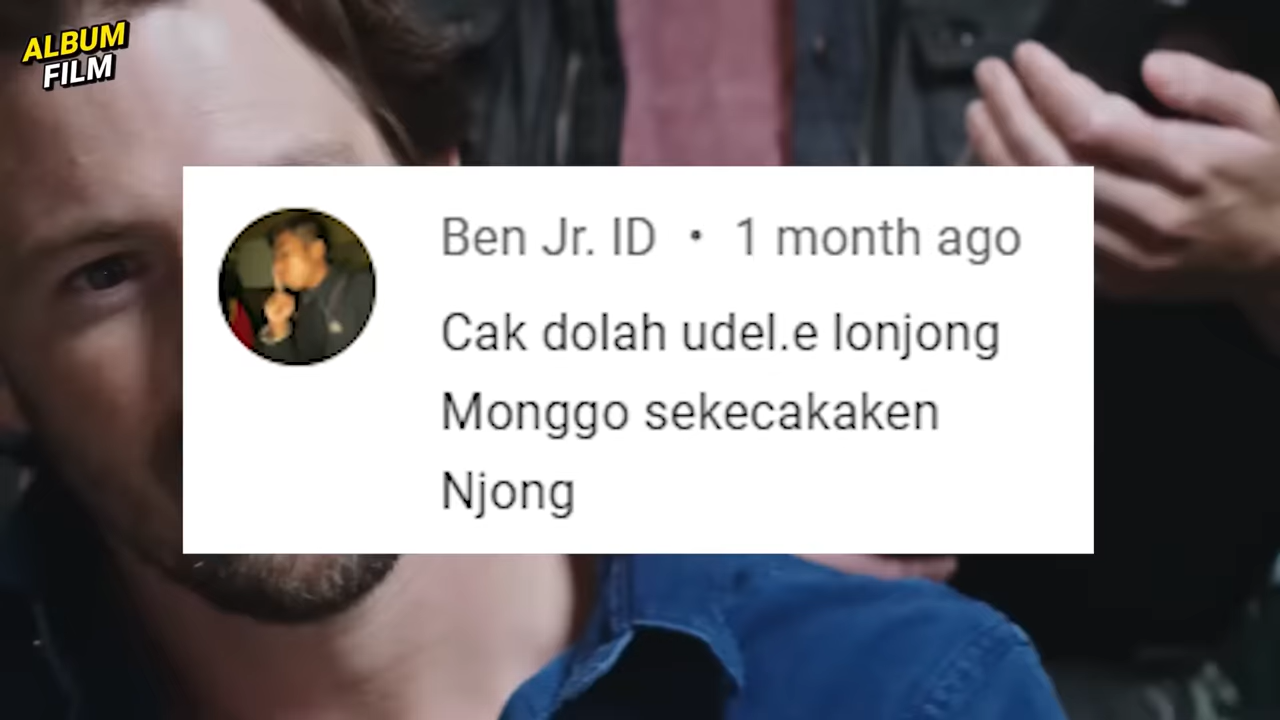 ALBUM
FILM
Ben Jr. ID • 1 month ago
Cak dolah udel.e lonjong
Monggo sekecakaken
Njong